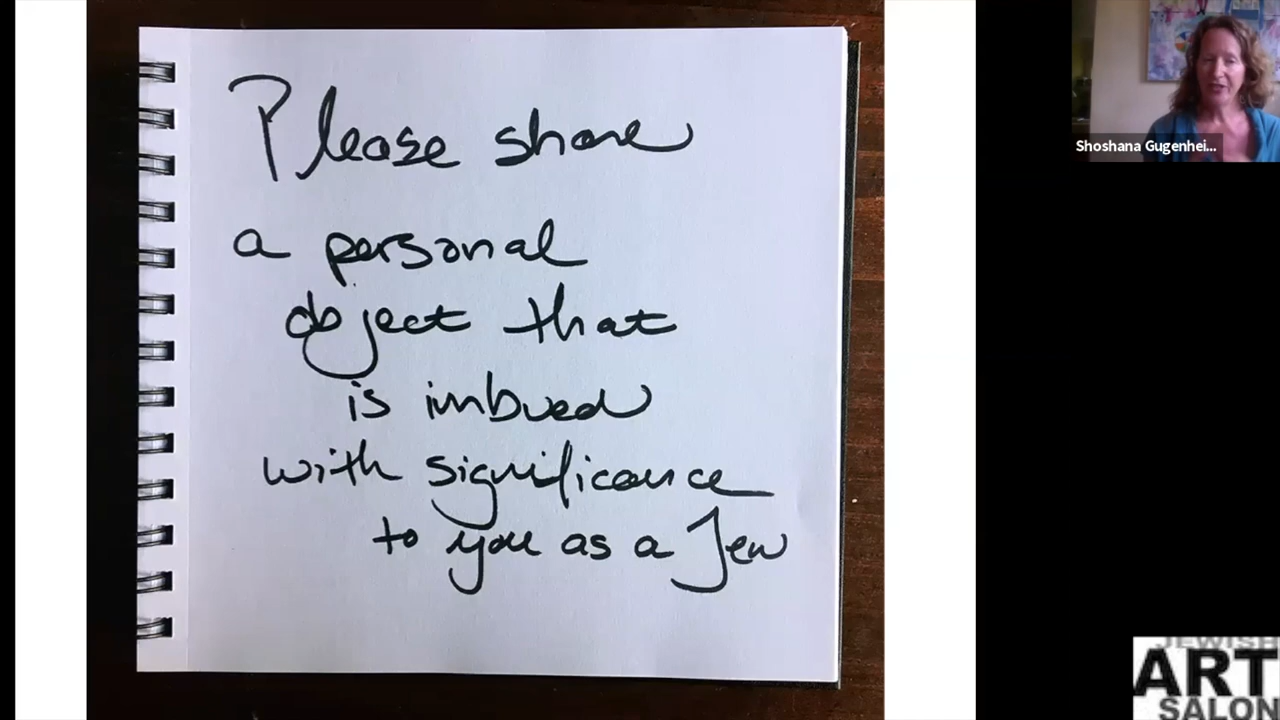 Please share
a personal
object that
is imbued
with significance
to you as a Jew
Shoshana Gugenhei...
JEWISH
ART
SALON